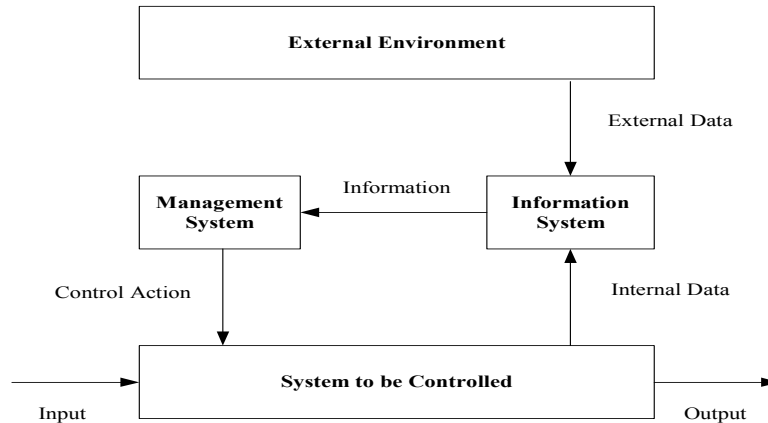 External Environment
External Data
Information
Management
System
Information
System
Control Action
Internal Data
System to be Controlled
Input
Output